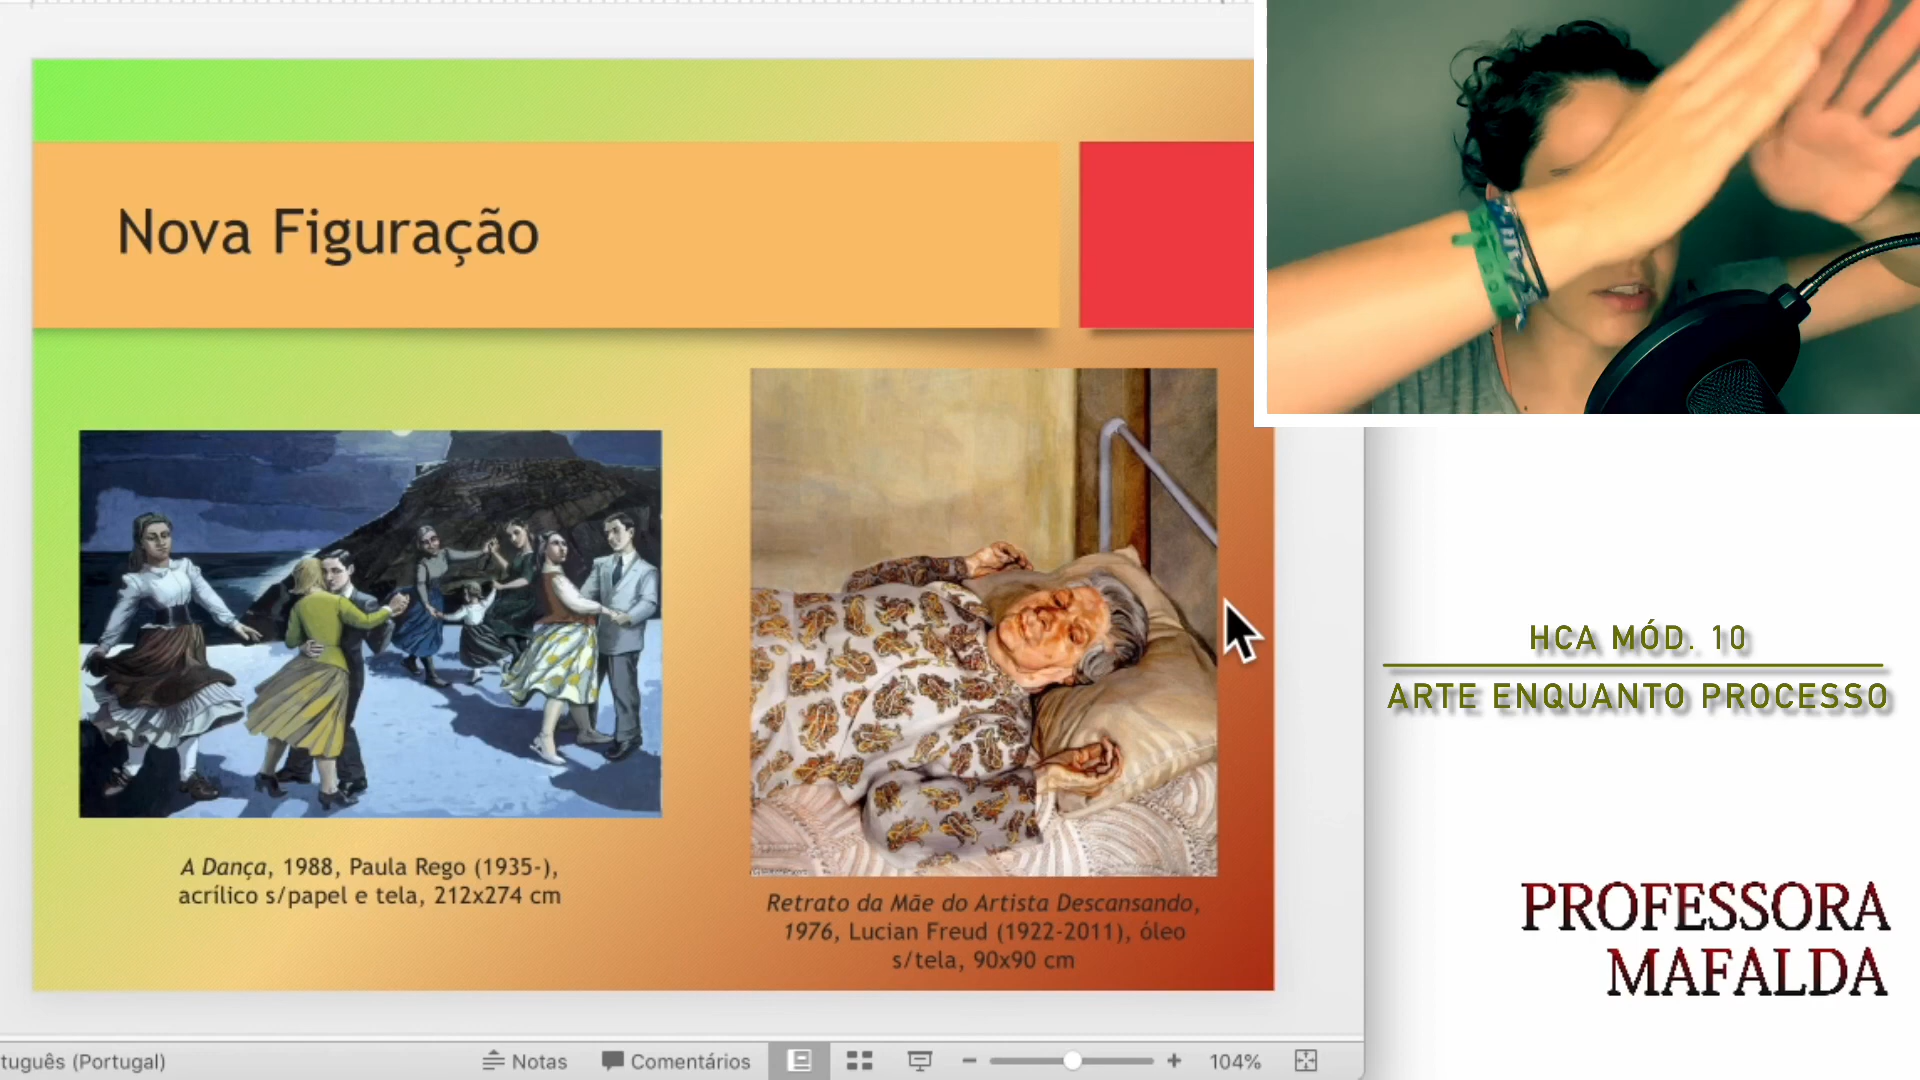 Nova Figuração
A Dança, 1988, Paula Rego (1935-),
acrílico s/papel e tela, 212x274 cm
Retrato da Mãe do Artista Descansando,
1976, Lucian Freud (1922-2011), óleo
s/tela, 90x90 cm
HCA MÓD. 10
ARTE ENQUANTO PROCESSO
PROFESSORA
MAFALDA
tuguês (Portugal)
Notas
Comentários
104%